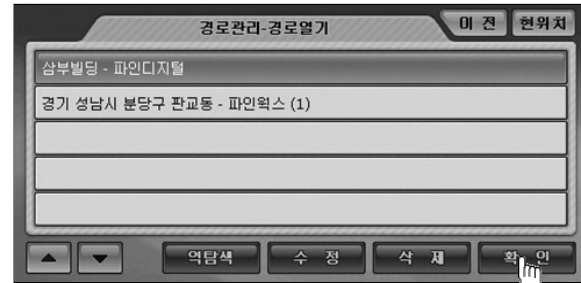 경로관리-경로열기
이 전
현위치
삼부빌딩 - 파인디지털
경기 성남시 분당구 판교동 - 파인웍스 (1)
역탐색
수 정
삭 제
확 인